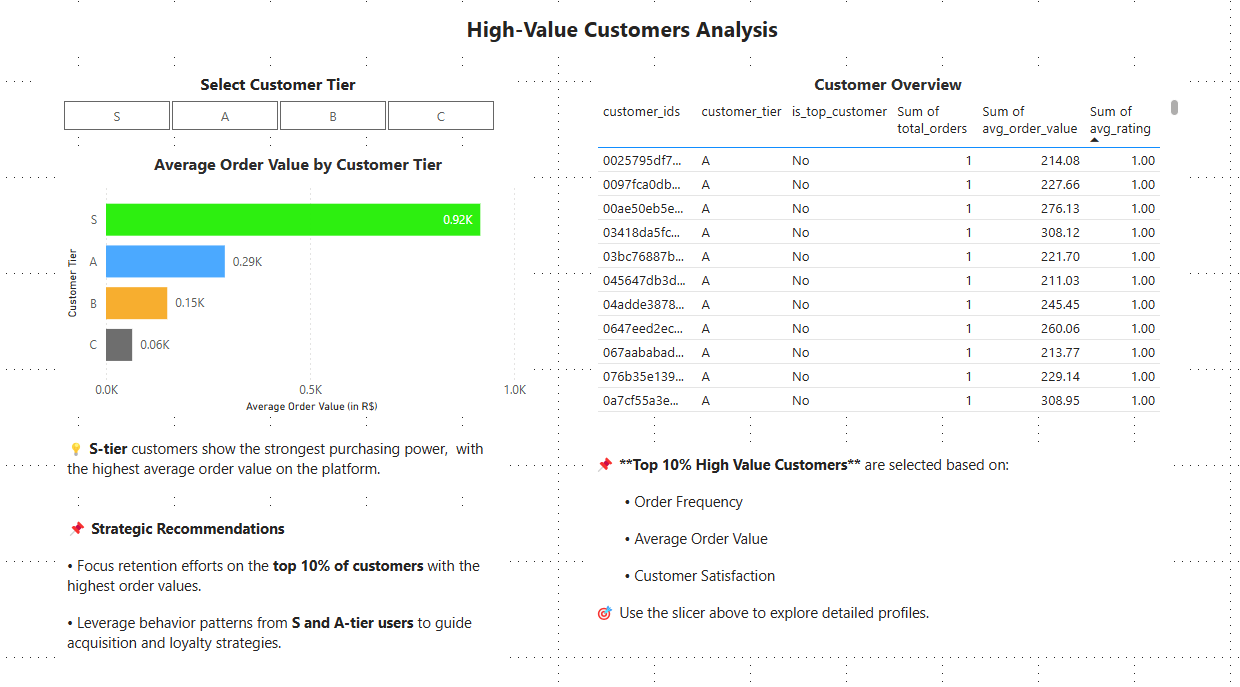 High-Value Customers Analysis
Select Customer Tier
S A B C
Average Order Value by Customer Tier
Customer Tier
S 0.92K
A 0.29K
B 0.15K
C 0.06K
0.0K 0.5K 1.0K
Average Order Value (in R$)
💡 S-tier customers show the strongest purchasing power, with
the highest average order value on the platform.
📌 Strategic Recommendations
• Focus retention efforts on the top 10% of customers with the
highest order values.
• Leverage behavior patterns from S and A-tier users to guide
acquisition and loyalty strategies.
Customer Overview
customer_ids customer_tier is_top_customer Sum of total_orders Sum of avg_order_value Sum of avg_rating
0025795df7... A No 1 214.08 1.00
0097fca0db... A No 1 227.66 1.00
00ae50eb5e... A No 1 276.13 1.00
03418da5fc... A No 1 308.12 1.00
03bc76887b... A No 1 221.70 1.00
045647db3d... A No 1 211.03 1.00
04adde3878... A No 1 245.45 1.00
0647eed2ec... A No 1 260.06 1.00
067aababad... A No 1 213.77 1.00
076b35e139... A No 1 229.14 1.00
0a7cf55a3e... A No 1 308.95 1.00
📌 **Top 10% High Value Customers** are selected based on:
• Order Frequency
• Average Order Value
• Customer Satisfaction
🎯 Use the slicer above to explore detailed profiles.